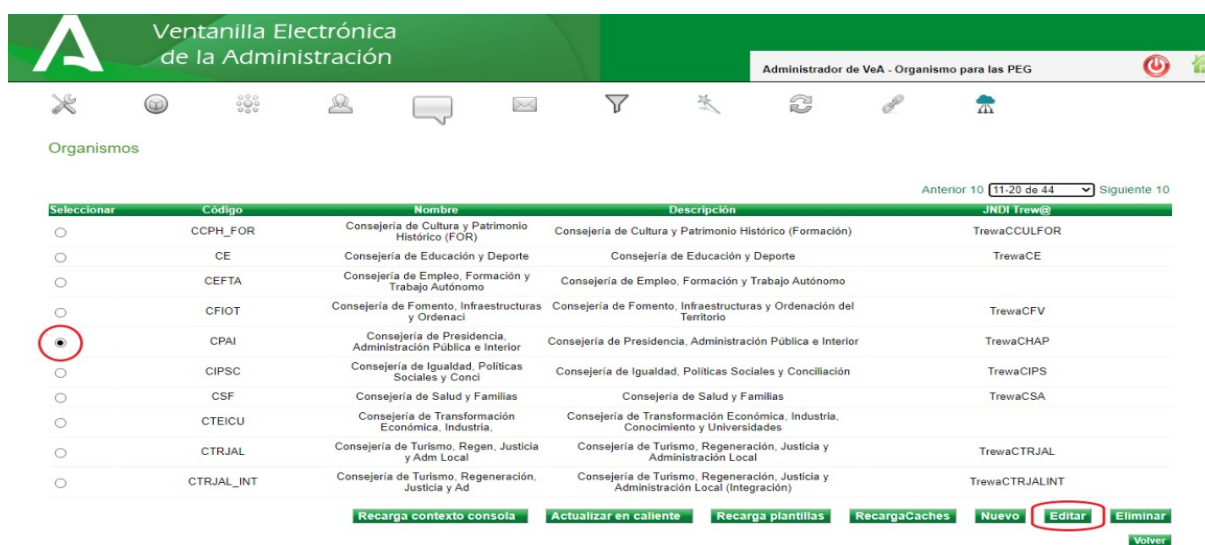 Ventanilla Electrónica
de la Administración
Administrador de VeA - Organismo para las PEG
Organismos
Anterior 10 11-20 de 44 Siguiente 10
Seleccionar Código Nombre Descripción JNDI Trew@
CCPH_FOR Consejería de Cultura y Patrimonio Histórico (FOR) Consejería de Cultura y Patrimonio Histórico (Formación) TrewaCCULFOR
CE Consejería de Educación y Deporte Consejería de Educación y Deporte TrewaCE
CEFTA Consejería de Empleo, Formación y Trabajo Autónomo Consejería de Empleo, Formación y Trabajo Autónomo
CFIOT Consejería de Fomento, Infraestructuras y Ordenaci Consejería de Fomento, Infraestructuras y Ordenación del Territorio TrewaCFV
CPAI Consejería de Presidencia, Administración Pública e Interior Consejería de Presidencia, Administración Pública e Interior TrewaCHAP
CIPSC Consejería de Igualdad, Políticas Sociales y Conci Consejería de Igualdad, Políticas Sociales y Conciliación TrewaCIPS
CSF Consejería de Salud y Familias Consejería de Salud y Familias TrewaCSA
CTEICU Consejería de Transformación Económica, Industria, Consejería de Transformación Económica, Industria, Conocimiento y Universidades
CTRJAL Consejería de Turismo, Regen, Justicia y Adm Local Consejería de Turismo, Regeneración, Justicia y Administración Local TrewaCTRJAL
CTRJAL_INT Consejería de Turismo, Regeneración, Justicia y Ad Consejería de Turismo, Regeneración, Justicia y Administración Local (Integración) TrewaCTRJALINT
Recarga contexto consola Actualizar en caliente Recarga plantillas RecargaCaches Nuevo Editar Eliminar
Volver